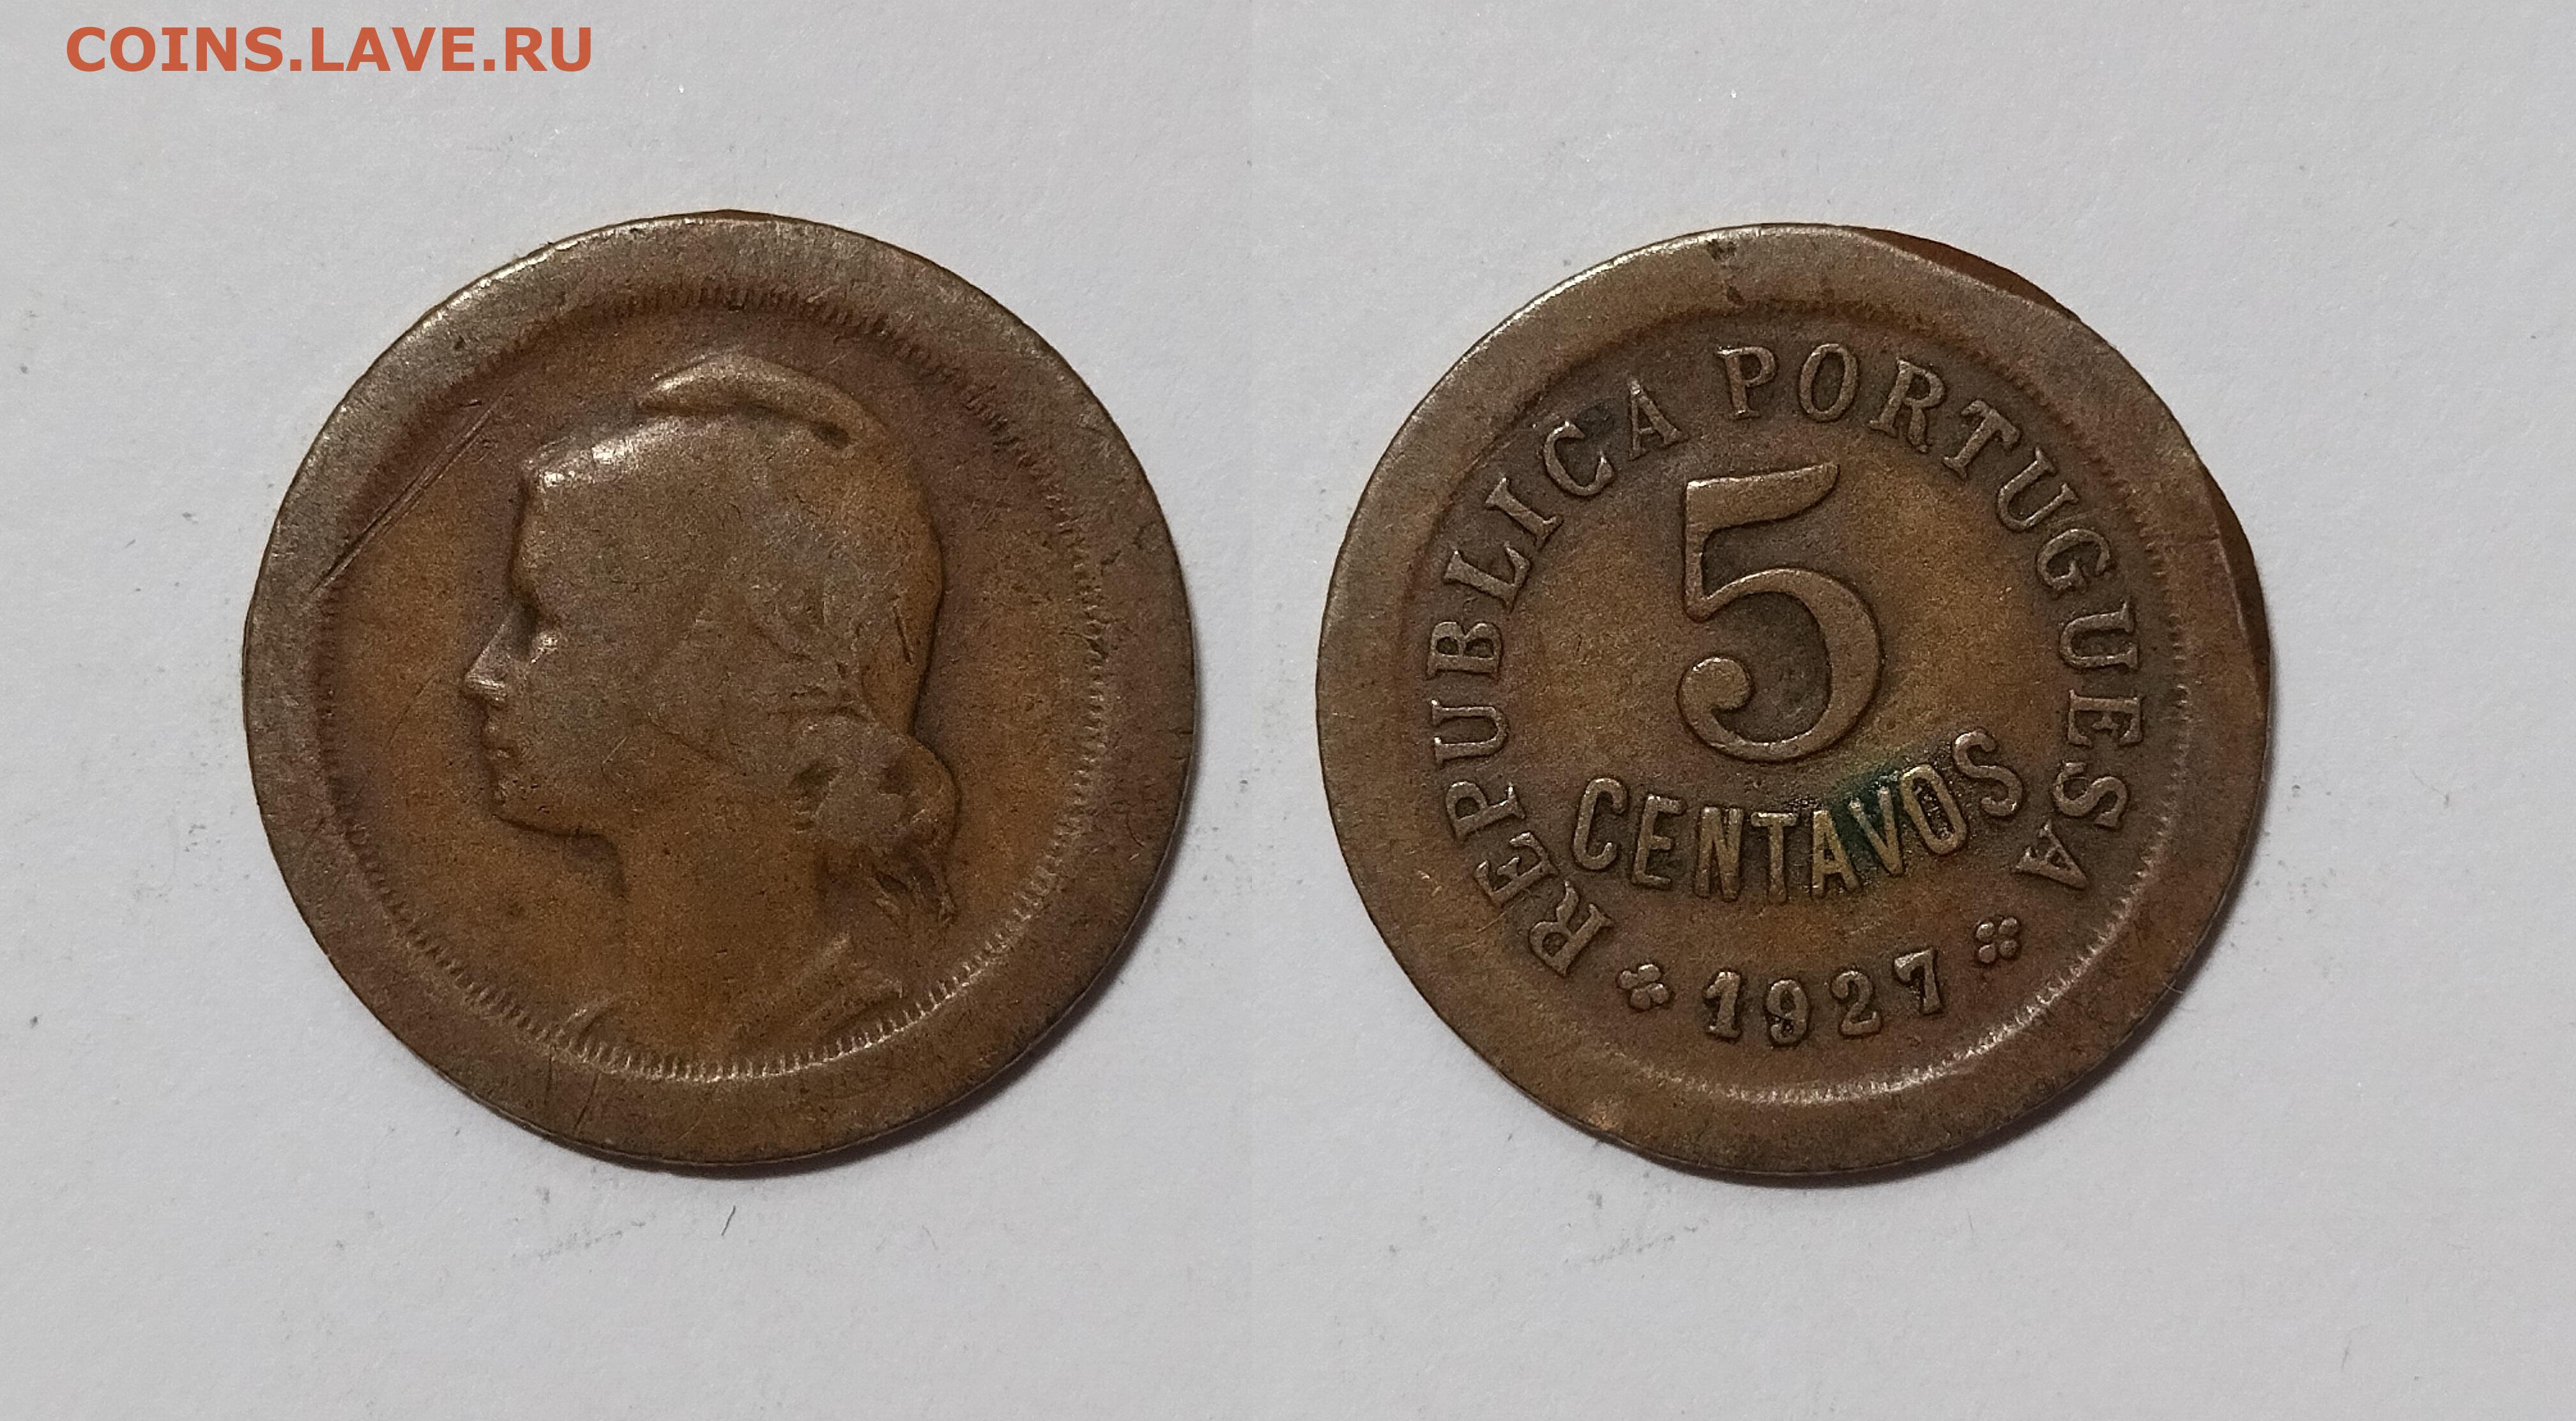 COINS.LAVE.RU
REPUBLICA PORTUGUESA
5
CENTAVOS
1927